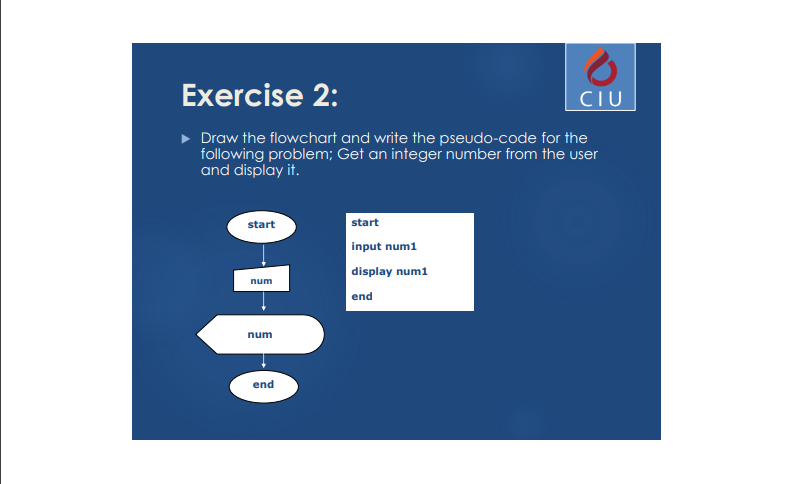 CIU
Exercise 2:
Draw the flowchart and write the pseudo-code for the
following problem; Get an integer number from the user
and display it.
start
num
num
end
start
input num1
display num1
end